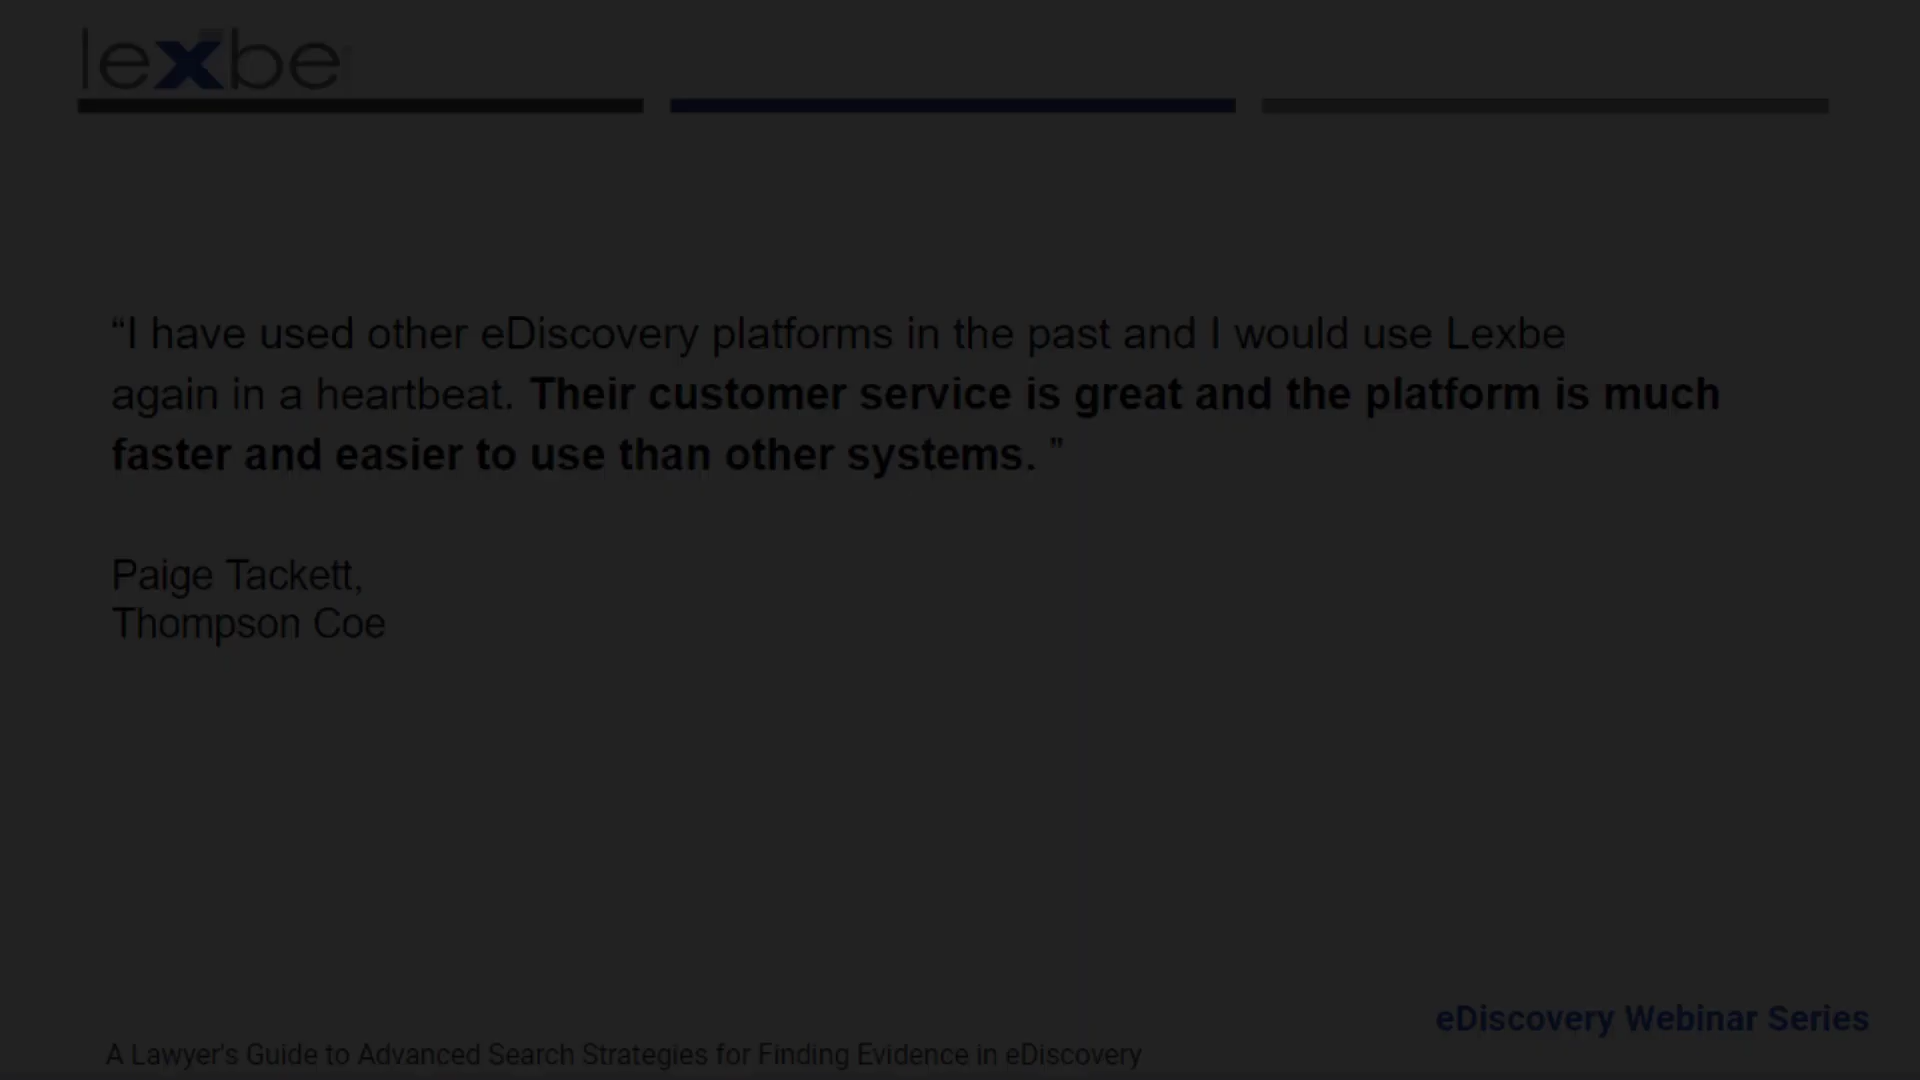 lexbe
“I have used other eDiscovery platforms in the past and I would use Lexbe
again in a heartbeat. Their customer service is great and the platform is much
faster and easier to use than other systems. ”
Paige Tackett,
Thompson Coe
eDiscovery Webinar Series
A Lawyer's Guide to Advanced Search Strategies for Finding Evidence in eDiscovery